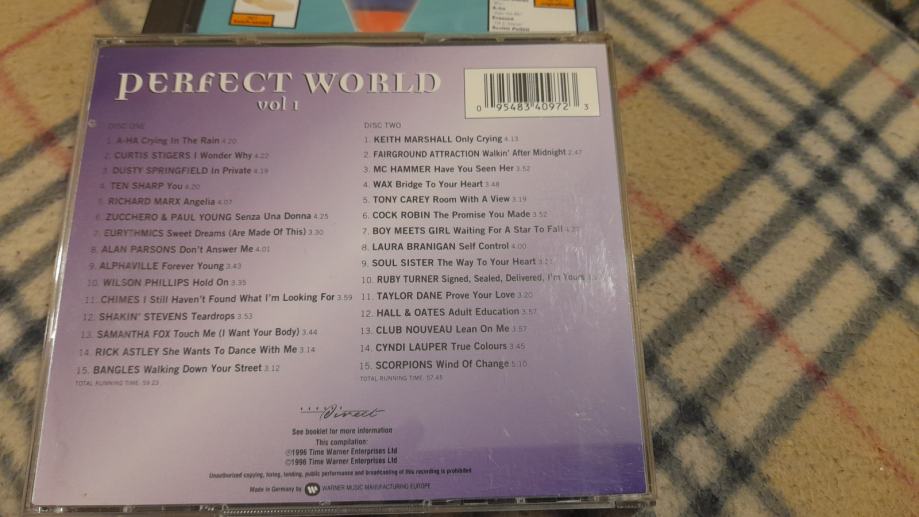 PERFECT WORLD
vol 1
0 95483 40972 3
DISC ONE
1. A-HA Crying In The Rain 4.20
2. CURTIS STIGERS I Wonder Why 4.22
3. DUSTY SPRINGFIELD In Private 4.19
4. TEN SHARP You 4.20
5. RICHARD MARX Angelia 4.07
6. ZUCCHERO & PAUL YOUNG Senza Una Donna 4.25
7. EURYTHMICS Sweet Dreams (Are Made Of This) 3.30
8. ALAN PARSONS Don't Answer Me 4.01
9. ALPHAVILLE Forever Young 3.43
10. WILSON PHILLIPS Hold On 3.35
11. CHIMES I Still Haven't Found What I'm Looking For 3.59
12. SHAKIN' STEVENS Teardrops 3.53
13. SAMANTHA FOX Touch Me (I Want Your Body) 3.44
14. RICK ASTLEY She Wants To Dance With Me 3.14
15. BANGLES Walking Down Your Street 3.12
TOTAL RUNNING TIME: 59.23
DISC TWO
1. KEITH MARSHALL Only Crying 4.13
2. FAIRGROUND ATTRACTION Walkin' After Midnight 2.47
3. MC HAMMER Have You Seen Her 3.52
4. WAX Bridge To Your Heart 3.48
5. TONY CAREY Room With A View 3.19
6. COCK ROBIN The Promise You Made 3.52
7. BOY MEETS GIRL Waiting For A Star To Fall
8. LAURA BRANIGAN Self Control 4.00
9. SOUL SISTER The Way To Your Heart
10. RUBY TURNER Signed, Sealed, Delivered, I'm Yours
11. TAYLOR DANE Prove Your Love 3.20
12. HALL & OATES Adult Education 3.57
13. CLUB NOUVEAU Lean On Me 3.57
14. CYNDI LAUPER True Colours 3.45
15. SCORPIONS Wind Of Change 5.10
TOTAL RUNNING TIME: 57.43
Direct
See booklet for more information
This compilation:
℗1996 Time Warner Enterprises Ltd
©1996 Time Warner Enterprises Ltd
Unauthorised copying, hiring, lending, public performance and broadcasting of this recording is prohibited
Made in Germany by WARNER MUSIC MANUFACTURING EUROPE.